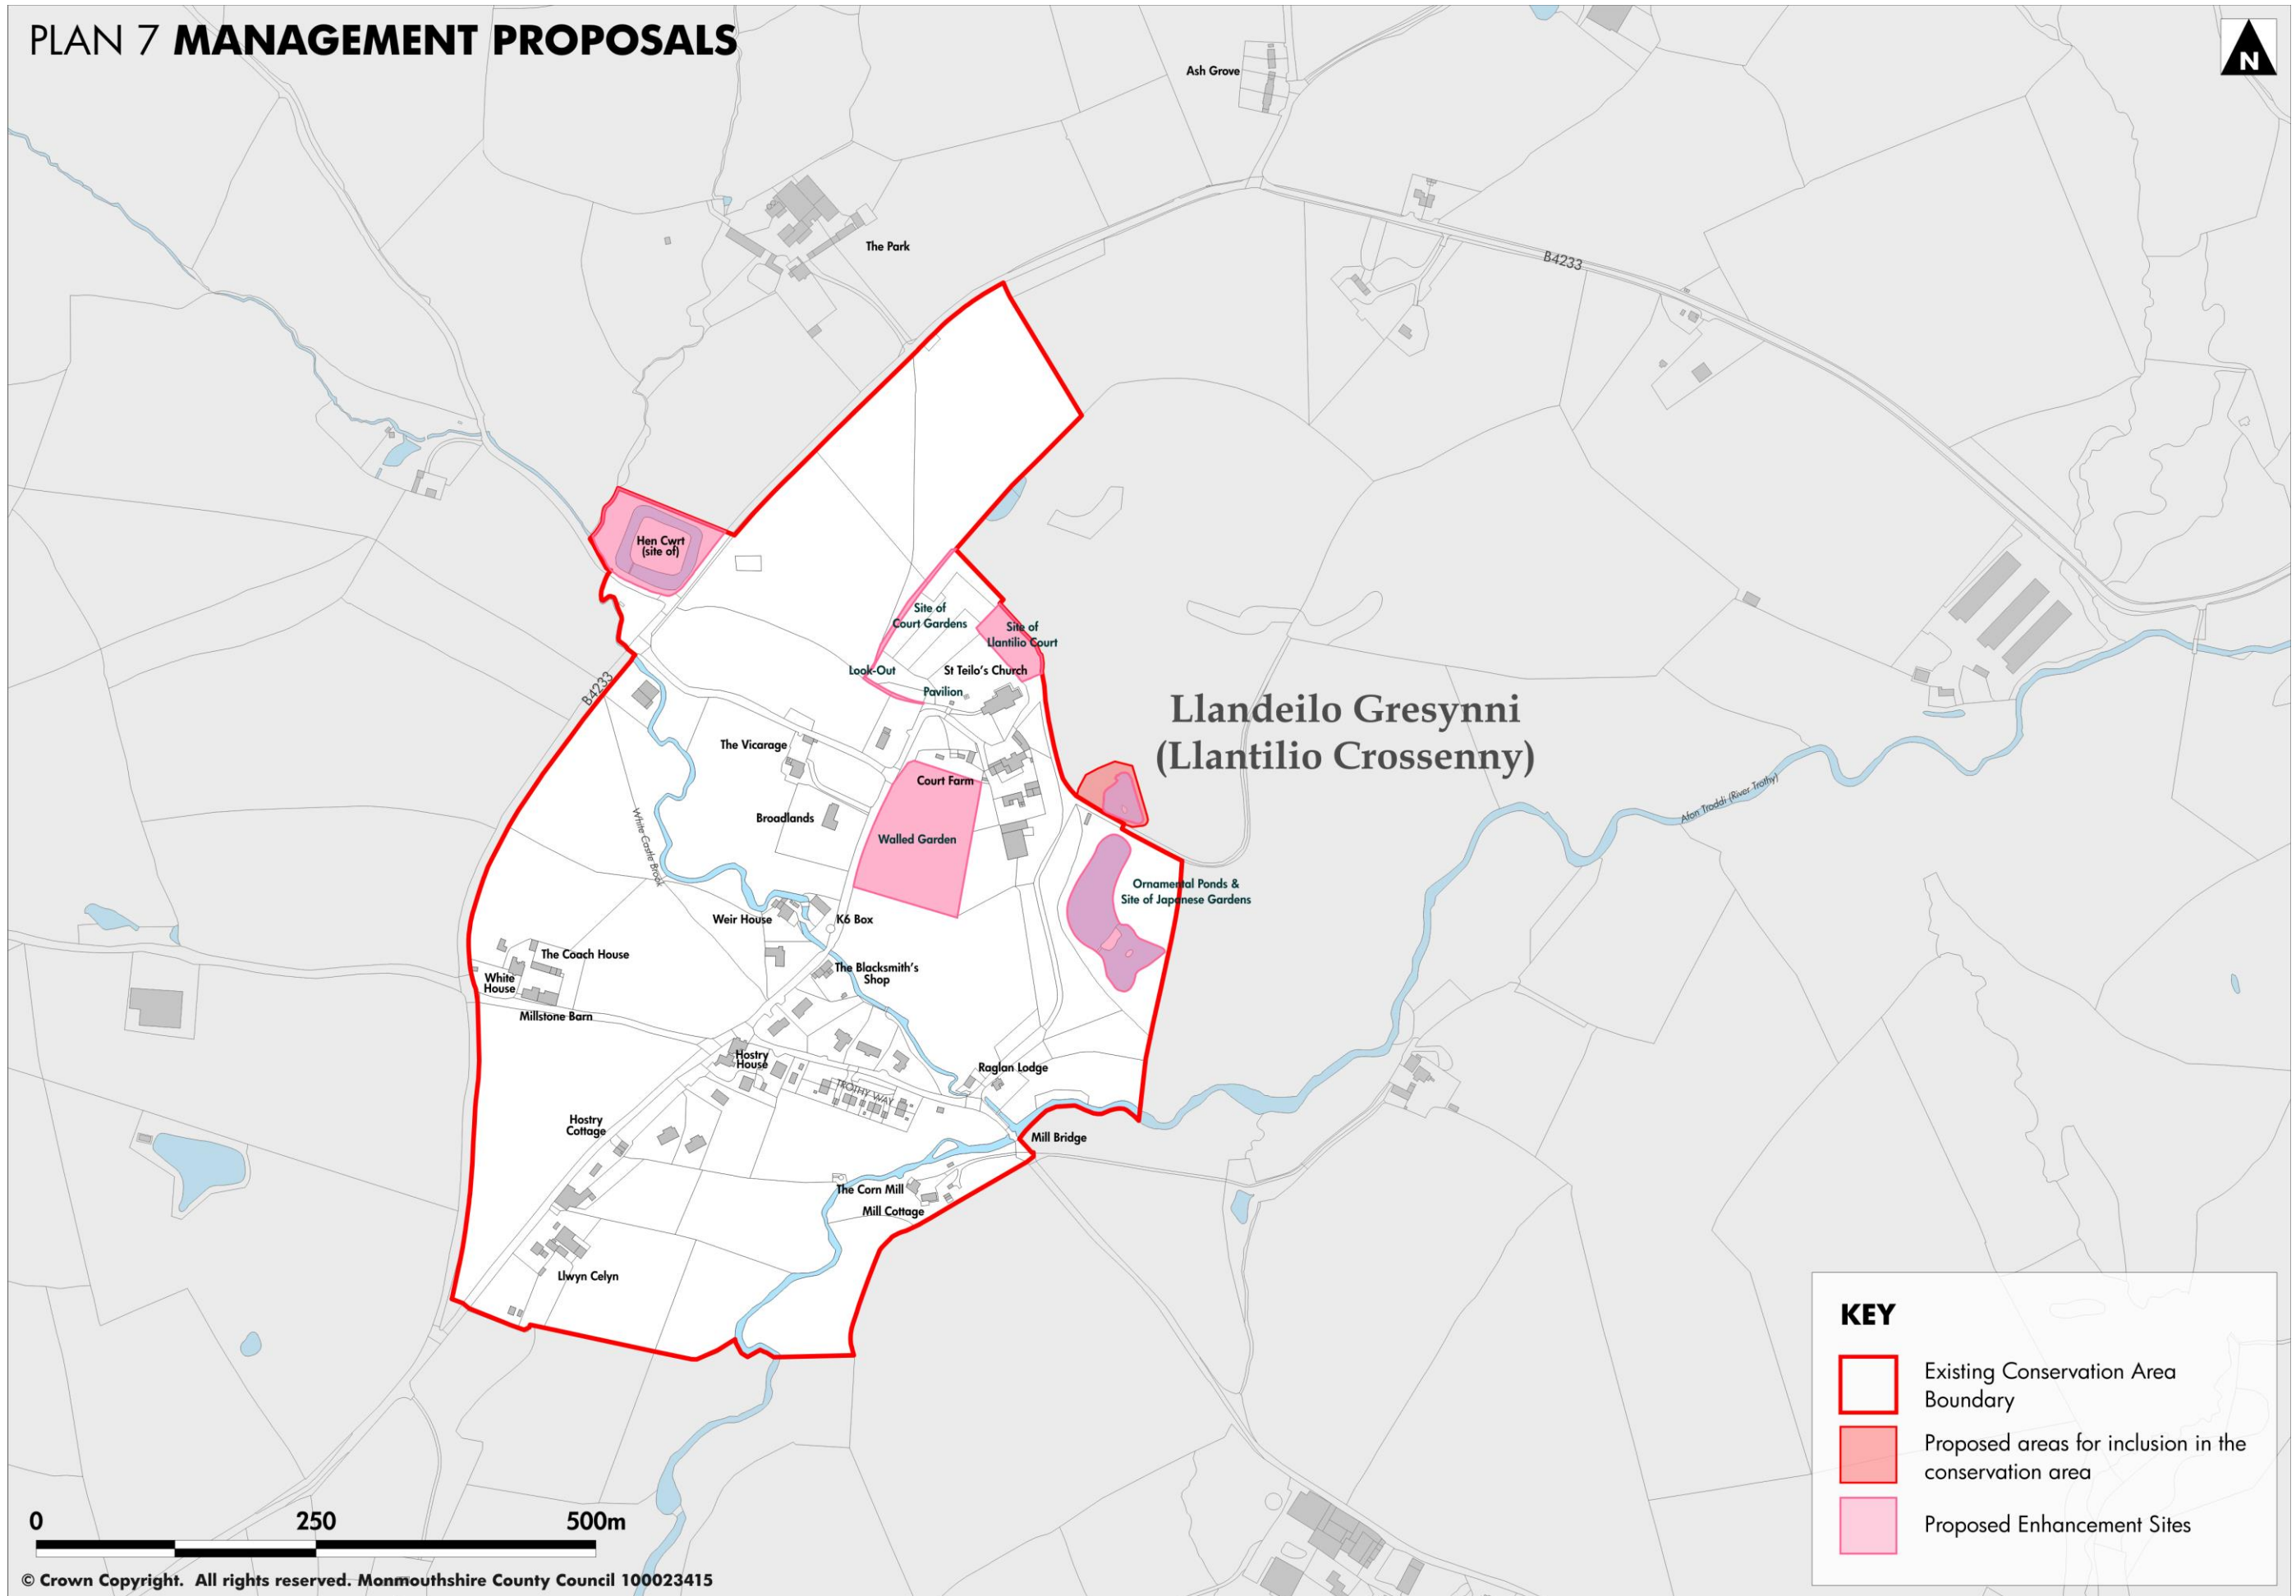 PLAN 7 MANAGEMENT PROPOSALS
N
Ash Grove
The Park
B4233
Hen Cwrt
(site of)
Site of
Court Gardens
Site of
Llantilio Court
Look-Out
St Teilo's Church
Pavilion
B4233
Llandeilo Gresynni
(Llantilio Crossenny)
The Vicarage
Court Farm
Broadlands
Walled Garden
White Castle Brook
Afon Troddi (River Trothy)
Ornamental Ponds &
Site of Japanese Gardens
Weir House
K6 Box
The Coach House
The Blacksmith's
Shop
White
House
Millstone Barn
Hostry
House
Raglan Lodge
TROTHY WAY
Hostry
Cottage
Mill Bridge
The Corn Mill
Mill Cottage
Llwyn Celyn
KEY
Existing Conservation Area
Boundary
Proposed areas for inclusion in the
conservation area
Proposed Enhancement Sites
0 250 500m
© Crown Copyright. All rights reserved. Monmouthshire County Council 100023415